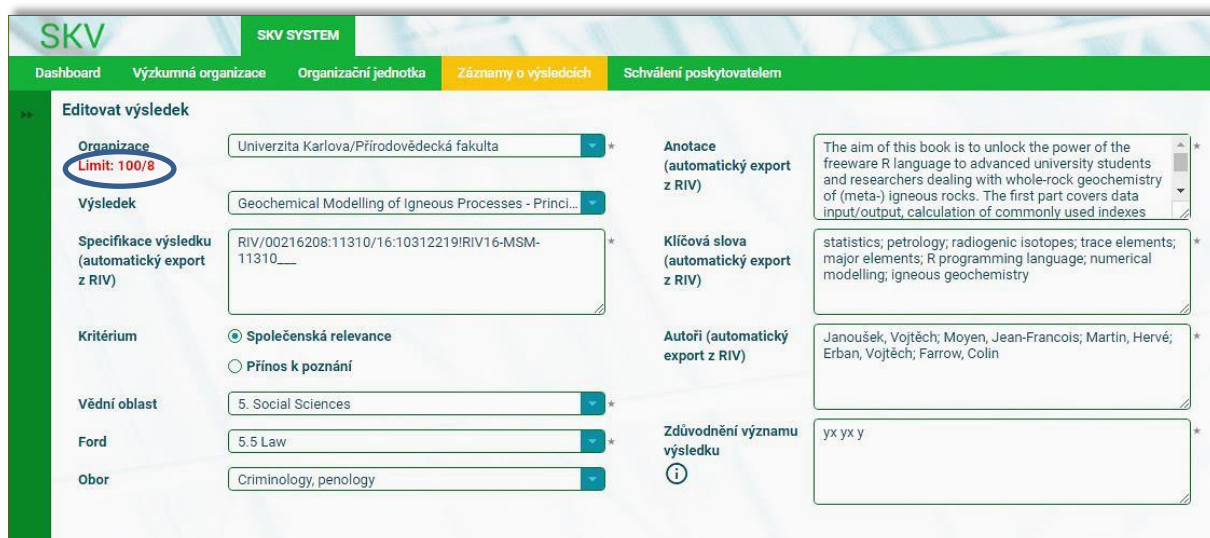 SKV
SKV SYSTEM
Dashboard Výzkumná organizace Organizační jednotka Záznamy o výsledcích Schválení poskytovatelem
Editovat výsledek
Organizace
Limit: 100/8
Univerzita Karlova/Přírodovědecká fakulta
*
Výsledek
Geochemical Modelling of Igneous Processes - Princi...
Specifikace výsledku
(automatický export
z RIV)
RIV/00216208:11310/16:10312219!RIV16-MSM-
11310___
*
Kritérium
Společenská relevance
Přínos k poznání
Vědní oblast
5. Social Sciences
*
Ford
5.5 Law
*
Obor
Criminology, penology
Anotace
(automatický export
z RIV)
The aim of this book is to unlock the power of the
freeware R language to advanced university students
and researchers dealing with whole-rock geochemistry
of (meta-) igneous rocks. The first part covers data
input/output, calculation of commonly used indexes
*
Klíčová slova
(automatický export
z RIV)
statistics; petrology; radiogenic isotopes; trace elements;
major elements; R programming language; numerical
modelling; igneous geochemistry
*
Autoři (automatický
export z RIV)
Janoušek, Vojtěch; Moyen, Jean-Francois; Martin, Hervé;
Erban, Vojtěch; Farrow, Colin
*
Zdůvodnění významu
výsledku
yx yx y
*